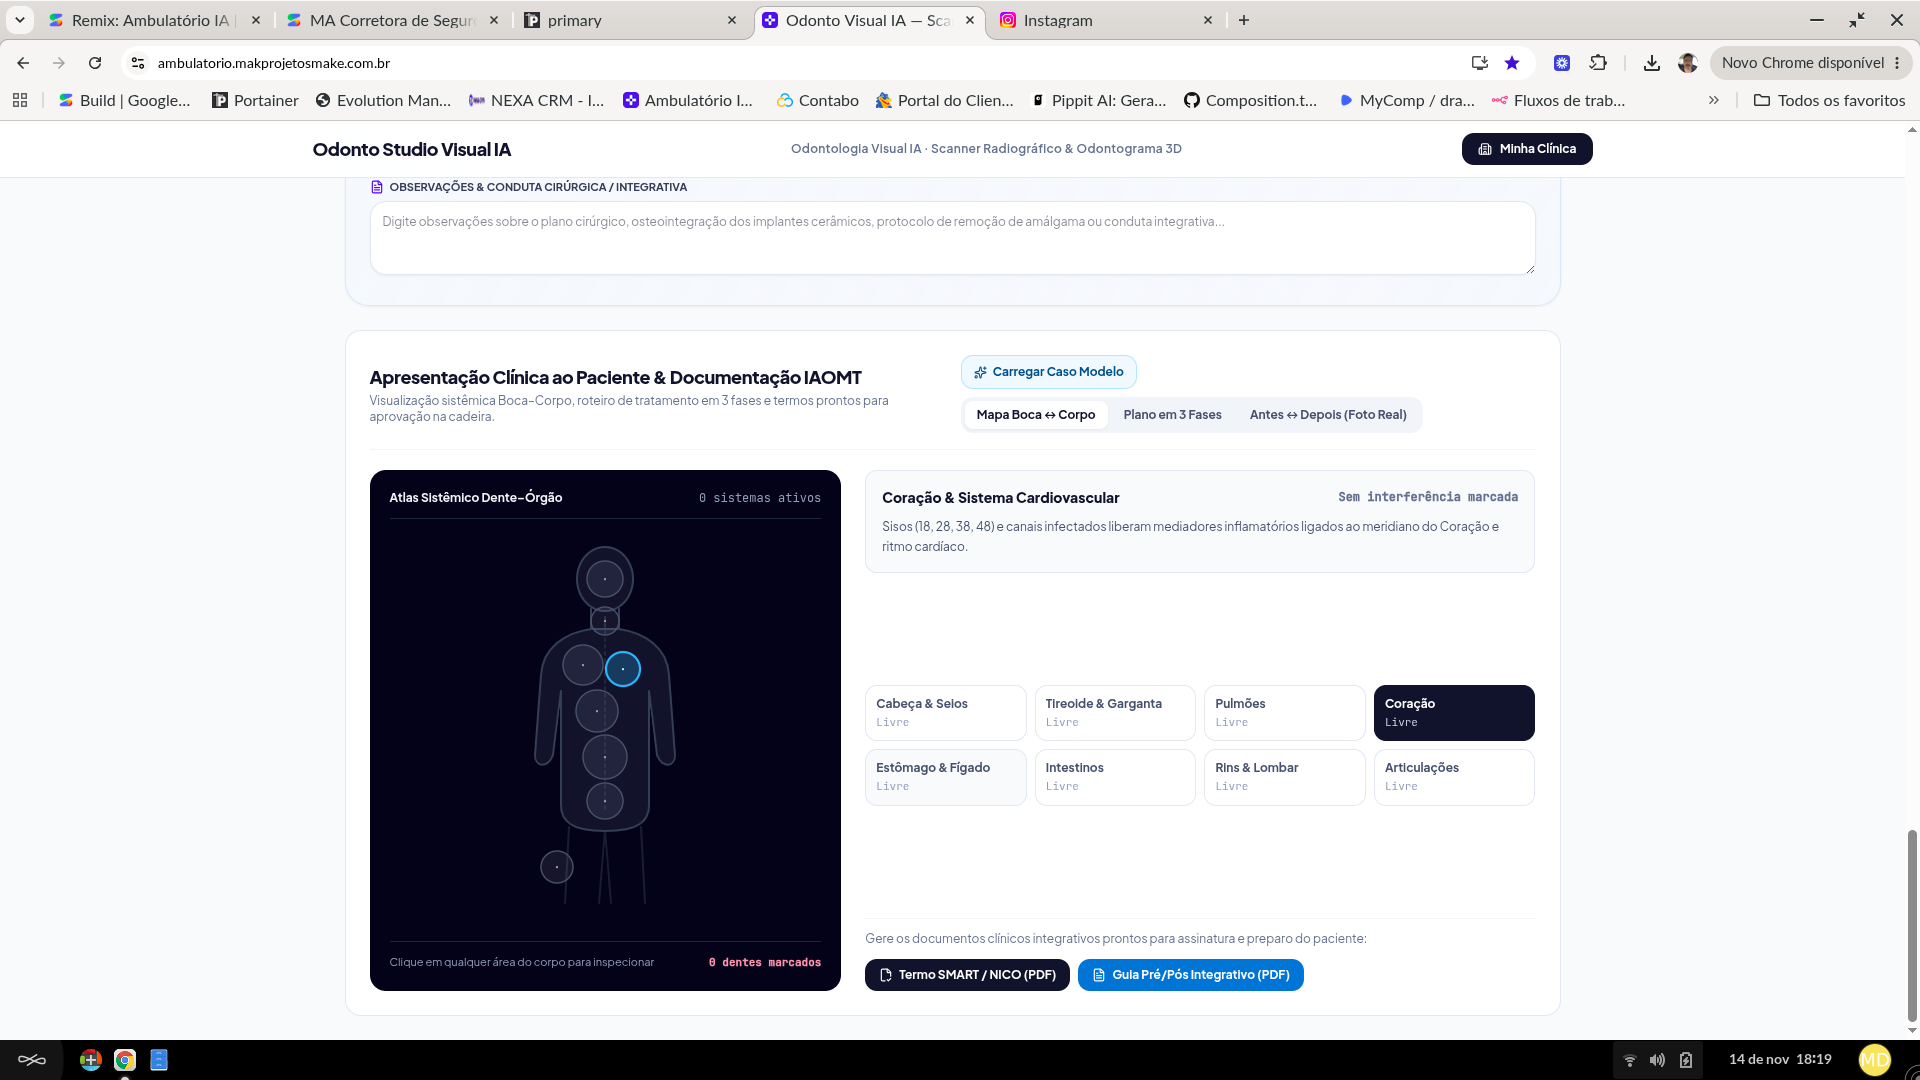 Remix: Ambulatório IA
MA Corretora de Segur
primary
Odonto Visual IA — Sca
Instagram
ambulatorio.makprojetosmake.com.br
Novo Chrome disponível
Build | Google...
Portainer
Evolution Man...
NEXA CRM - I...
Ambulatório I...
Contabo
Portal do Clien...
Pippit AI: Gera...
Composition.t...
MyComp / dra...
Fluxos de trab...
Todos os favoritos
Odonto Studio Visual IA
Odontologia Visual IA · Scanner Radiográfico & Odontograma 3D
Minha Clínica
OBSERVAÇÕES & CONDUTA CIRÚRGICA / INTEGRATIVA
Digite observações sobre o plano cirúrgico, osteointegração dos implantes cerâmicos, protocolo de remoção de amálgama ou conduta integrativa...
Apresentação Clínica ao Paciente & Documentação IAOMT
Visualização sistêmica Boca–Corpo, roteiro de tratamento em 3 fases e termos prontos para
aprovação na cadeira.
Carregar Caso Modelo
Mapa Boca ↔ Corpo
Plano em 3 Fases
Antes ↔ Depois (Foto Real)
Atlas Sistêmico Dente–Órgão
0 sistemas ativos
Clique em qualquer área do corpo para inspecionar
0 dentes marcados
Coração & Sistema Cardiovascular
Sem interferência marcada
Sisos (18, 28, 38, 48) e canais infectados liberam mediadores inflamatórios ligados ao meridiano do Coração e
ritmo cardíaco.
Cabeça & Seios
Livre
Tireoide & Garganta
Livre
Pulmões
Livre
Coração
Livre
Estômago & Fígado
Livre
Intestinos
Livre
Rins & Lombar
Livre
Articulações
Livre
Gere os documentos clínicos integrativos prontos para assinatura e preparo do paciente:
Termo SMART / NICO (PDF)
Guia Pré/Pós Integrativo (PDF)
14 de nov 18:19
MD